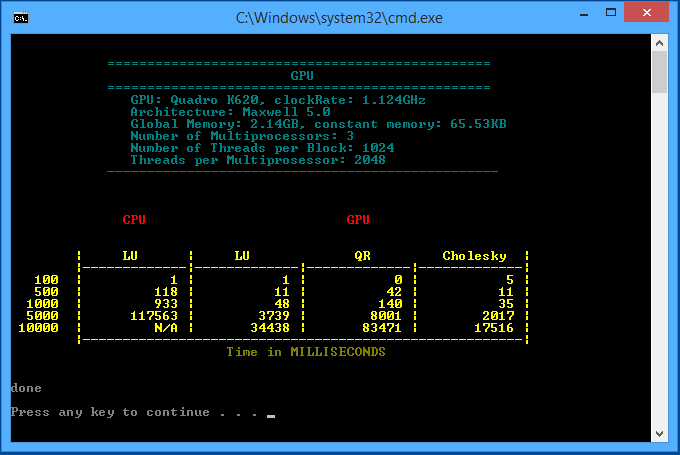 C:\Windows\system32\cmd.exe
GPU
GPU: Quadro K620, clockRate: 1.124GHz
Architecture: Maxwell 5.0
Global Memory: 2.14GB, constant memory: 65.53KB
Number of Multiprocessors: 3
Number of Threads per Block: 1024
Threads per Multiprosessor: 2048
CPU GPU
LU LU QR Cholesky
100 1 1 0 5
500 118 11 42 11
1000 933 48 140 35
5000 117563 3739 8001 2017
10000 N/A 34438 83471 17516
Time in MILLISECONDS
done
Press any key to continue . . .